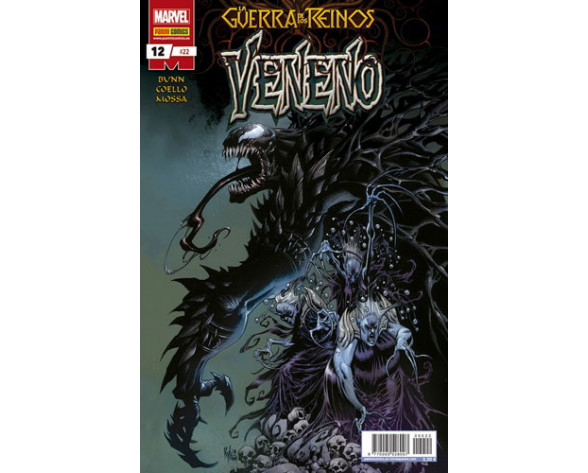 LA GUERRA DE LOS REINOS
MARVEL
PANINI COMICS
12 #22
VENENO
BUNN
COELLO
MOSSA